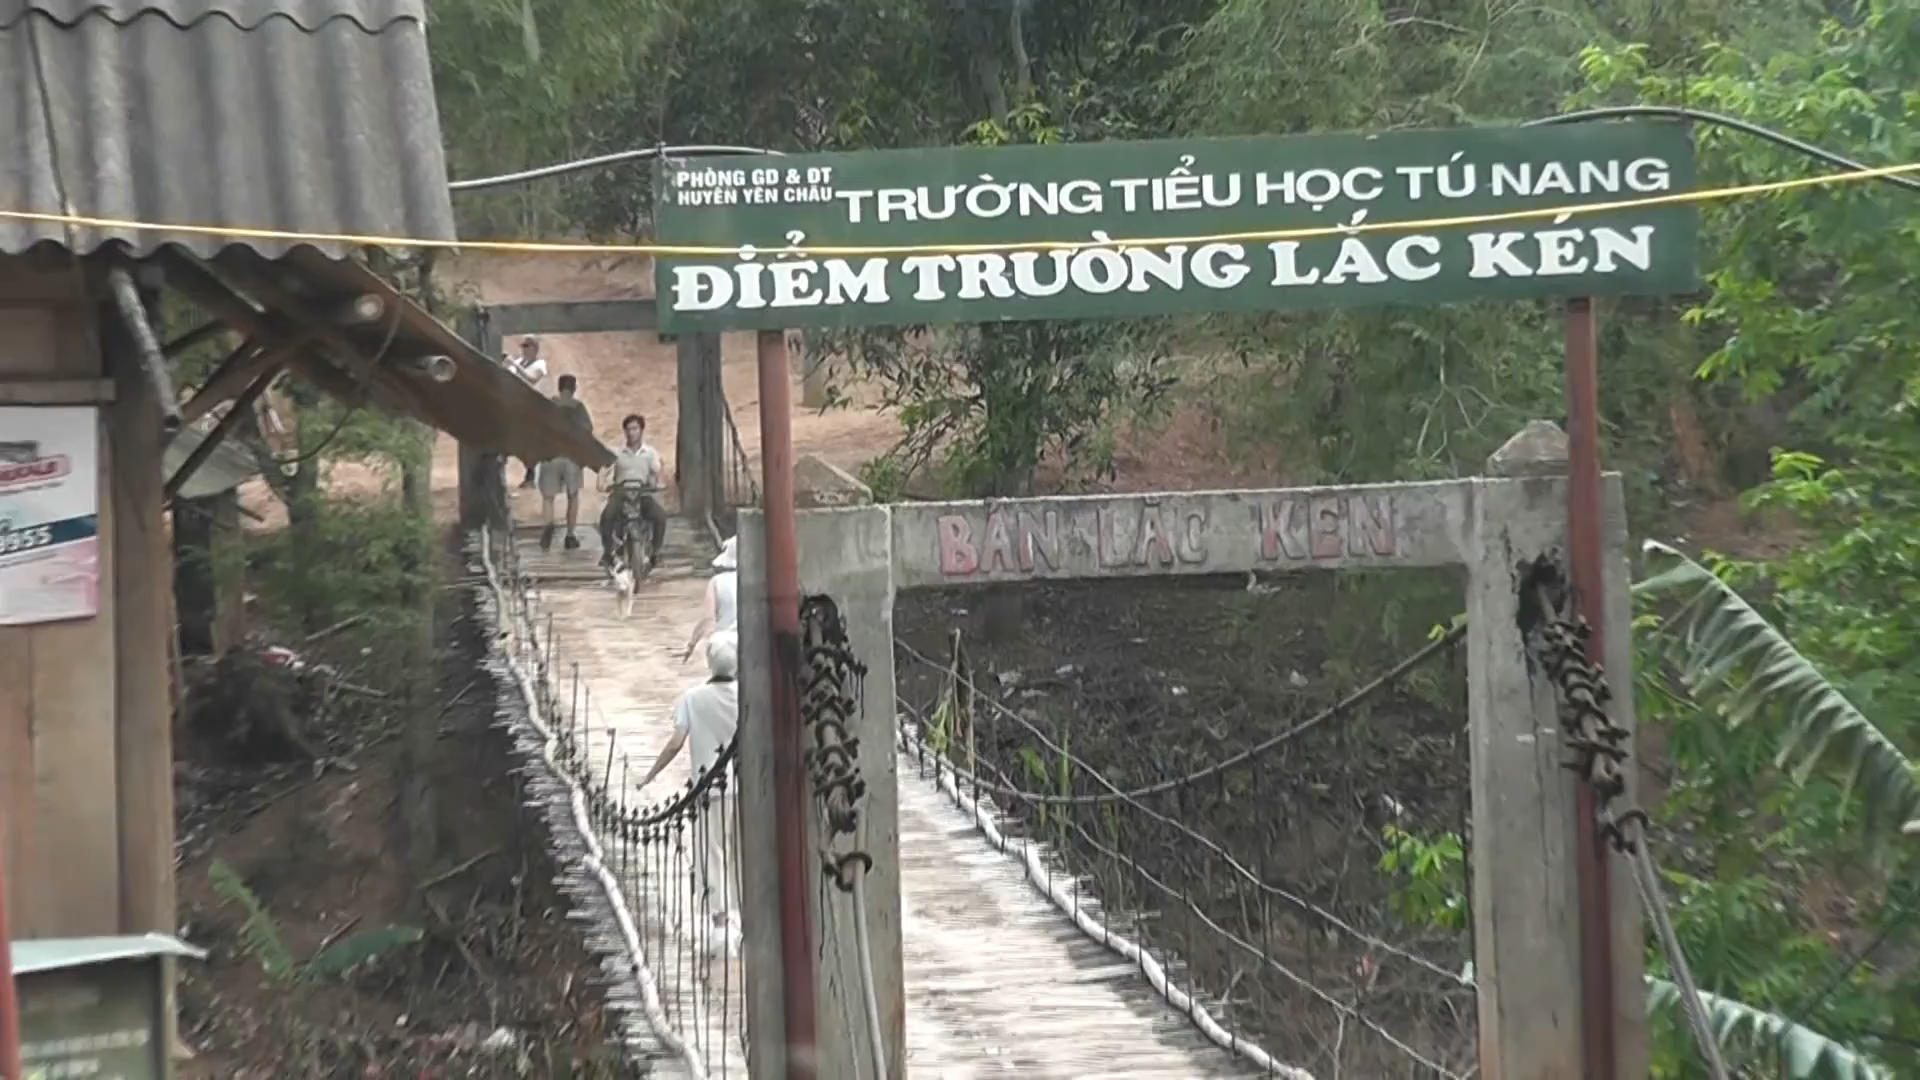 PHÒNG GD & ĐT
HUYỆN YÊN CHÂU
TRƯỜNG TIỂU HỌC TÚ NANG
ĐIỂM TRƯỜNG LẮC KÉN
BẢN LẮC KÉN